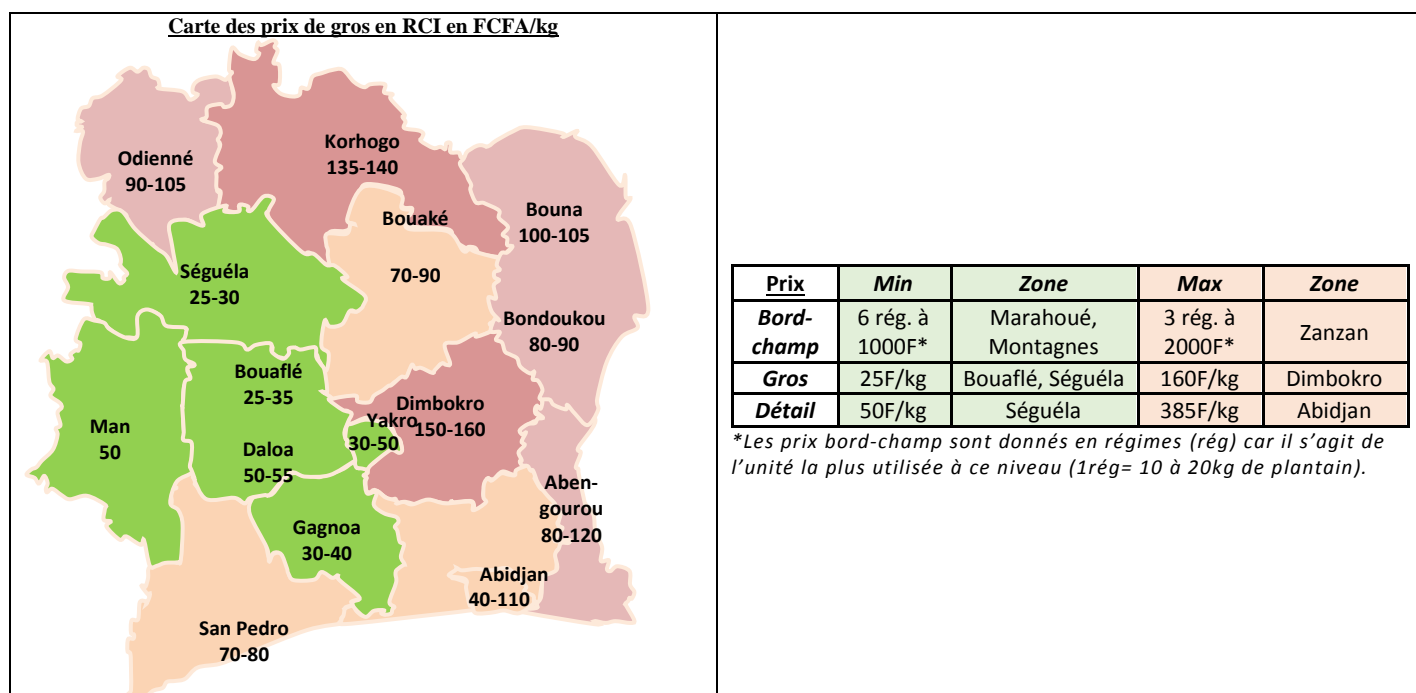 Carte des prix de gros en RCI en FCFA/kg
Korhogo
135-140
Odienné
90-105
Bouaké
70-90
Bouna
100-105
Séguéla
25-30
Bondoukou
80-90
Bouaflé
25-35
Man
50
Yakro
30-50
Dimbokro
150-160
Daloa
50-55
Aben-
gourou
80-120
Gagnoa
30-40
Abidjan
40-110
San Pedro
70-80
Prix Min Zone Max Zone
Bord-
champ
6 rég. à
1000F*
Marahoué,
Montagnes
3 rég. à
2000F*
Zanzan
Gros 25F/kg Bouaflé, Séguéla 160F/kg Dimbokro
Détail 50F/kg Séguéla 385F/kg Abidjan
*Les prix bord-champ sont donnés en régimes (rég) car il s’agit de
l’unité la plus utilisée à ce niveau (1rég= 10 à 20kg de plantain).